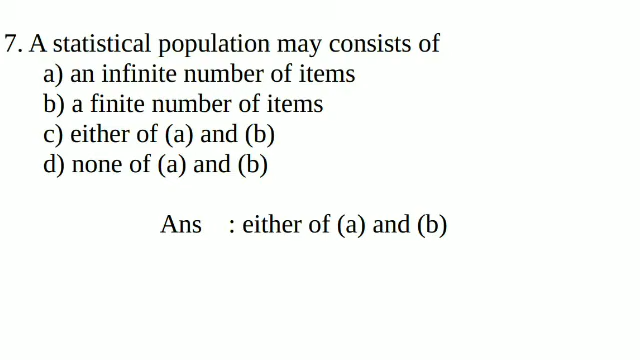 7. A statistical population may consists of
a) an infinite number of items
b) a finite number of items
c) either of (a) and (b)
d) none of (a) and (b)
Ans : either of (a) and (b)